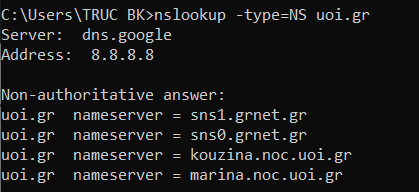 C:\Users\TRUC BK>nslookup -type=NS uoi.gr
Server:  dns.google
Address:  8.8.8.8

Non-authoritative answer:
uoi.gr  nameserver = sns1.grnet.gr
uoi.gr  nameserver = sns0.grnet.gr
uoi.gr  nameserver = kouzina.noc.uoi.gr
uoi.gr  nameserver = marina.noc.uoi.gr